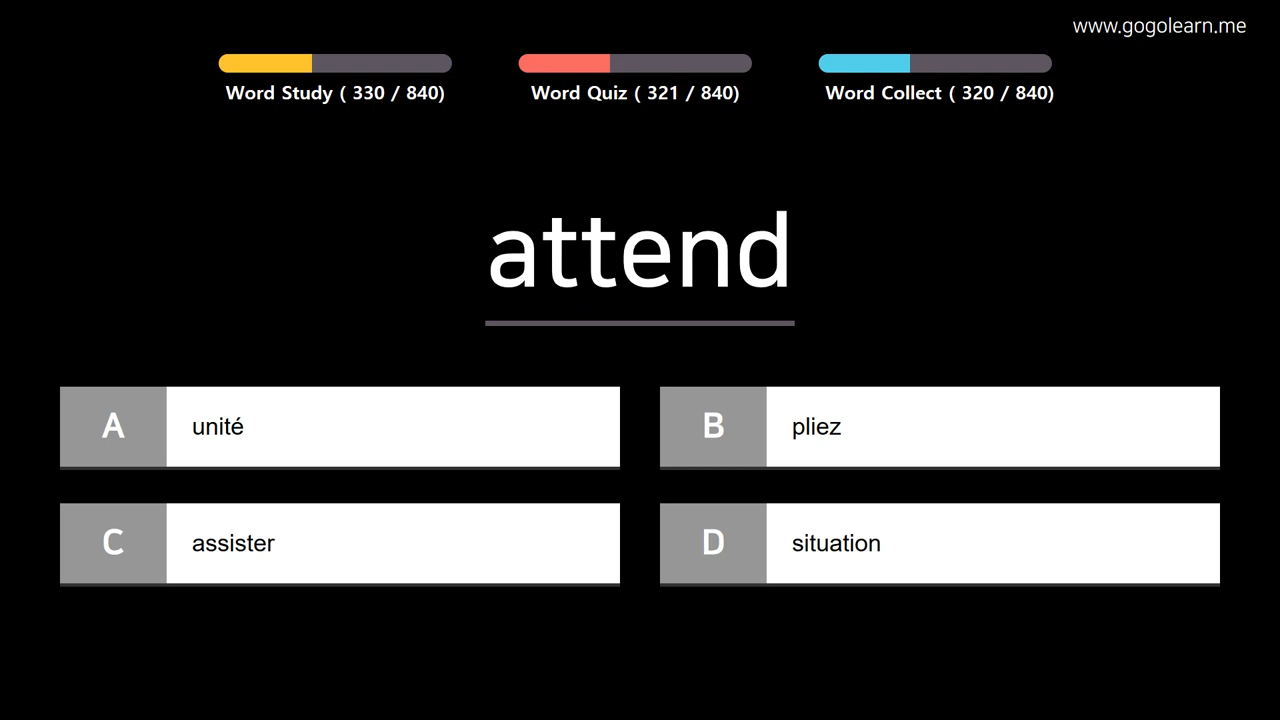 www.gogolearn.me
Word Study ( 330 / 840)
Word Quiz ( 321 / 840)
Word Collect ( 320 / 840)
attend
A unité
B pliez
C assister
D situation